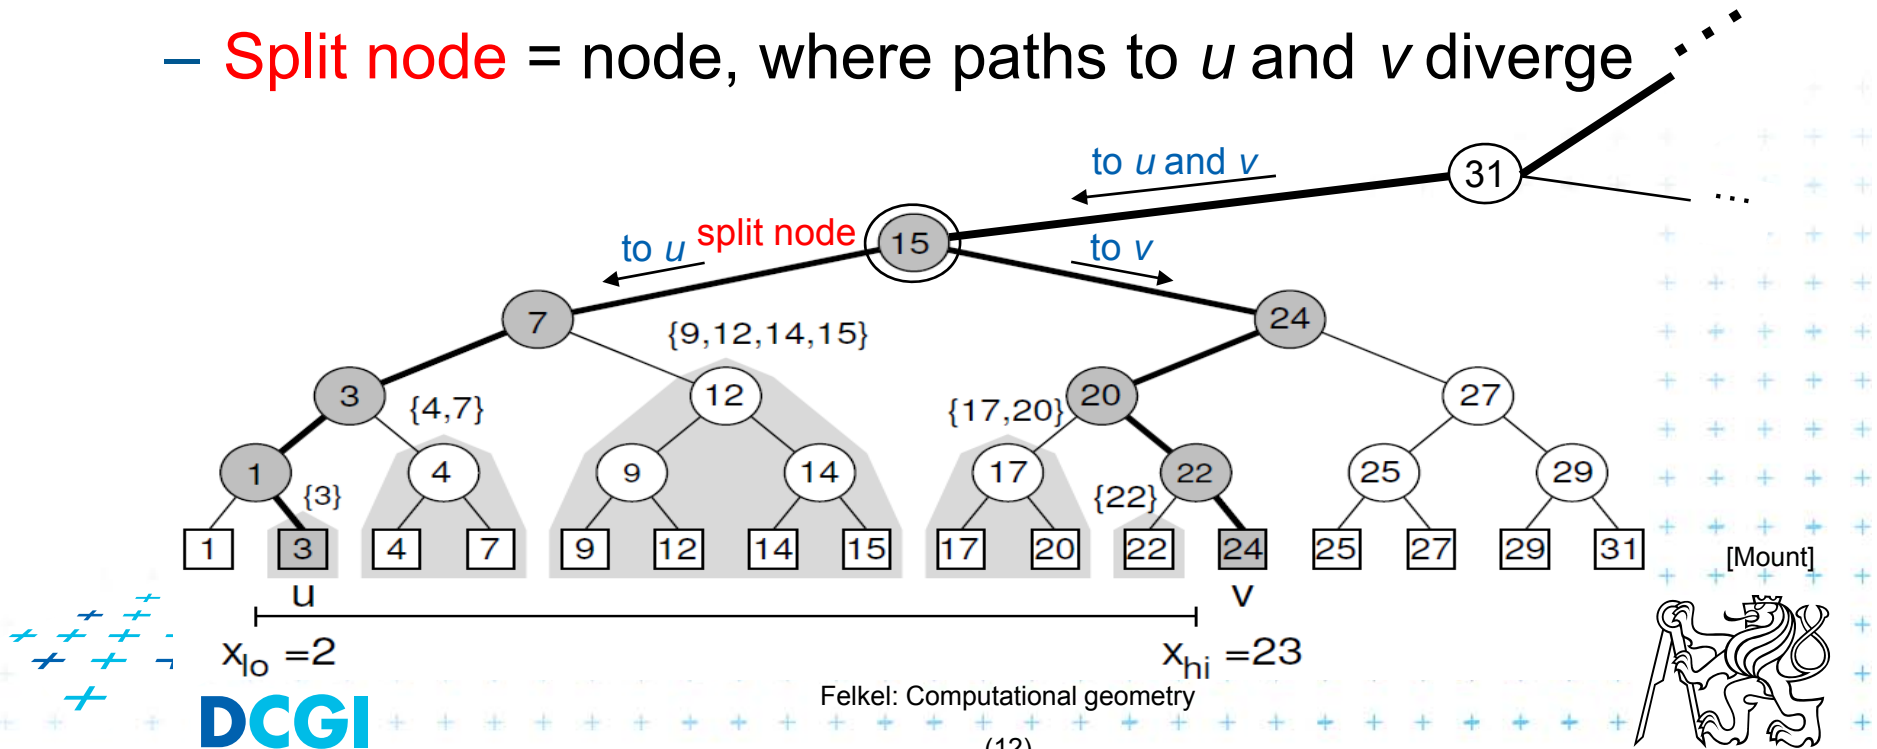 – Split node = node, where paths to u and v diverge
...
to u and v
31
...
split node
15
to u
to v
7
{9,12,14,15}
24
3
{4,7}
12
{17,20}
20
27
1
{3}
4
9
14
17
{22}
22
25
29
1 3 4 7 9 12 14 15 17 20 22 24 25 27 29 31
[Mount]
u
v
xlo =2
xhi =23
Felkel: Computational geometry
DCGI
(12)